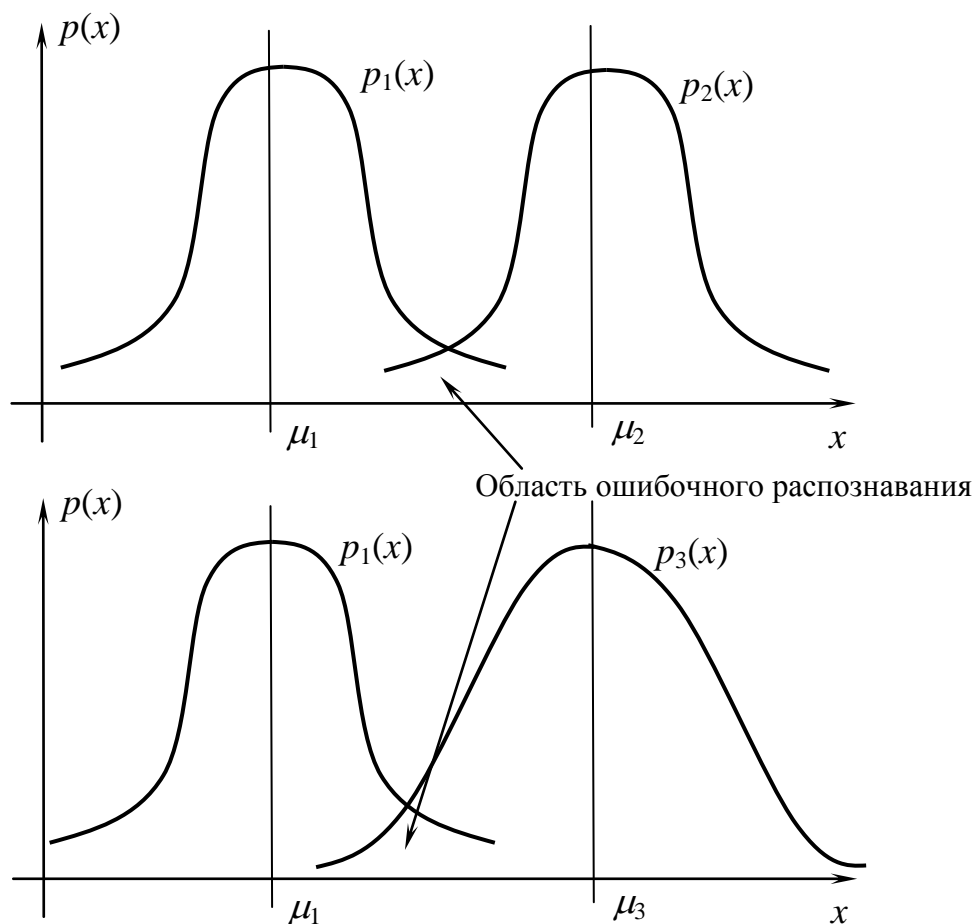 p(x)
p₁(x)
p₂(x)
μ₁
μ₂
x
Область ошибочного распознавания
p(x)
p₁(x)
p₃(x)
μ₁
μ₃
x